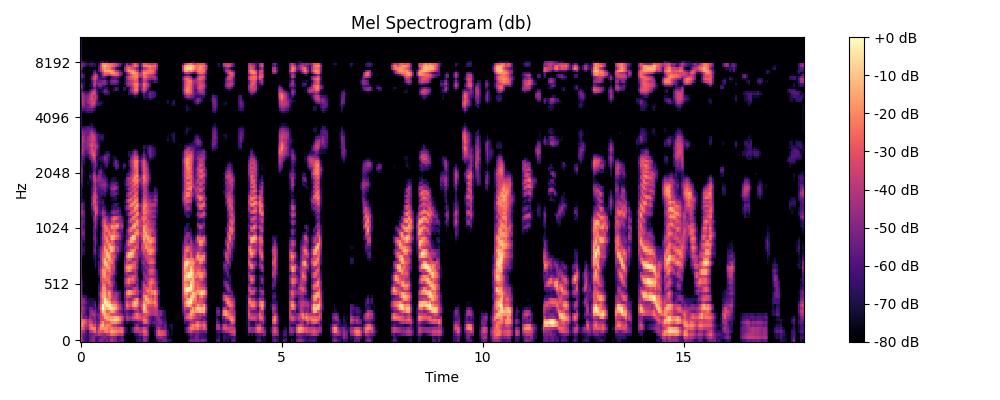 Mel Spectrogram (db)
8192
4096
2048
1024
512
0
Hz
0 5 10 15
Time
+0 dB
-10 dB
-20 dB
-30 dB
-40 dB
-50 dB
-60 dB
-70 dB
-80 dB